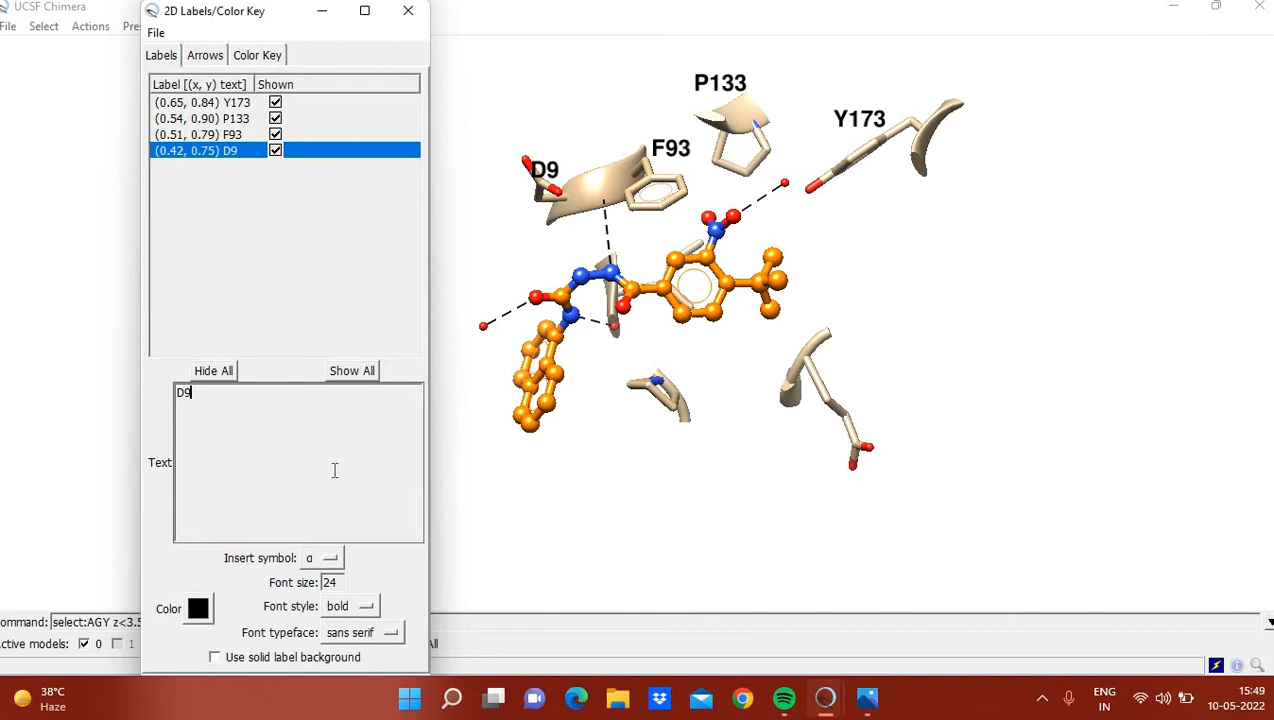 UCSF Chimera
File Select Actions Pres
2D Labels/Color Key
File
Labels Arrows Color Key
Label [(x, y) text] Shown
(0.65, 0.84) Y173
(0.54, 0.90) P133
(0.51, 0.79) F93
(0.42, 0.75) D9
Hide All Show All
D9
Text
Insert symbol: α
Font size: 24
Color
Font style: bold
Font typeface: sans serif
Use solid label background
P133
Y173
F93
D9
ommand: select:AGY z<3.5
ctive models: 0 1 All
38°C
Haze
ENG
IN
15:49
10-05-2022